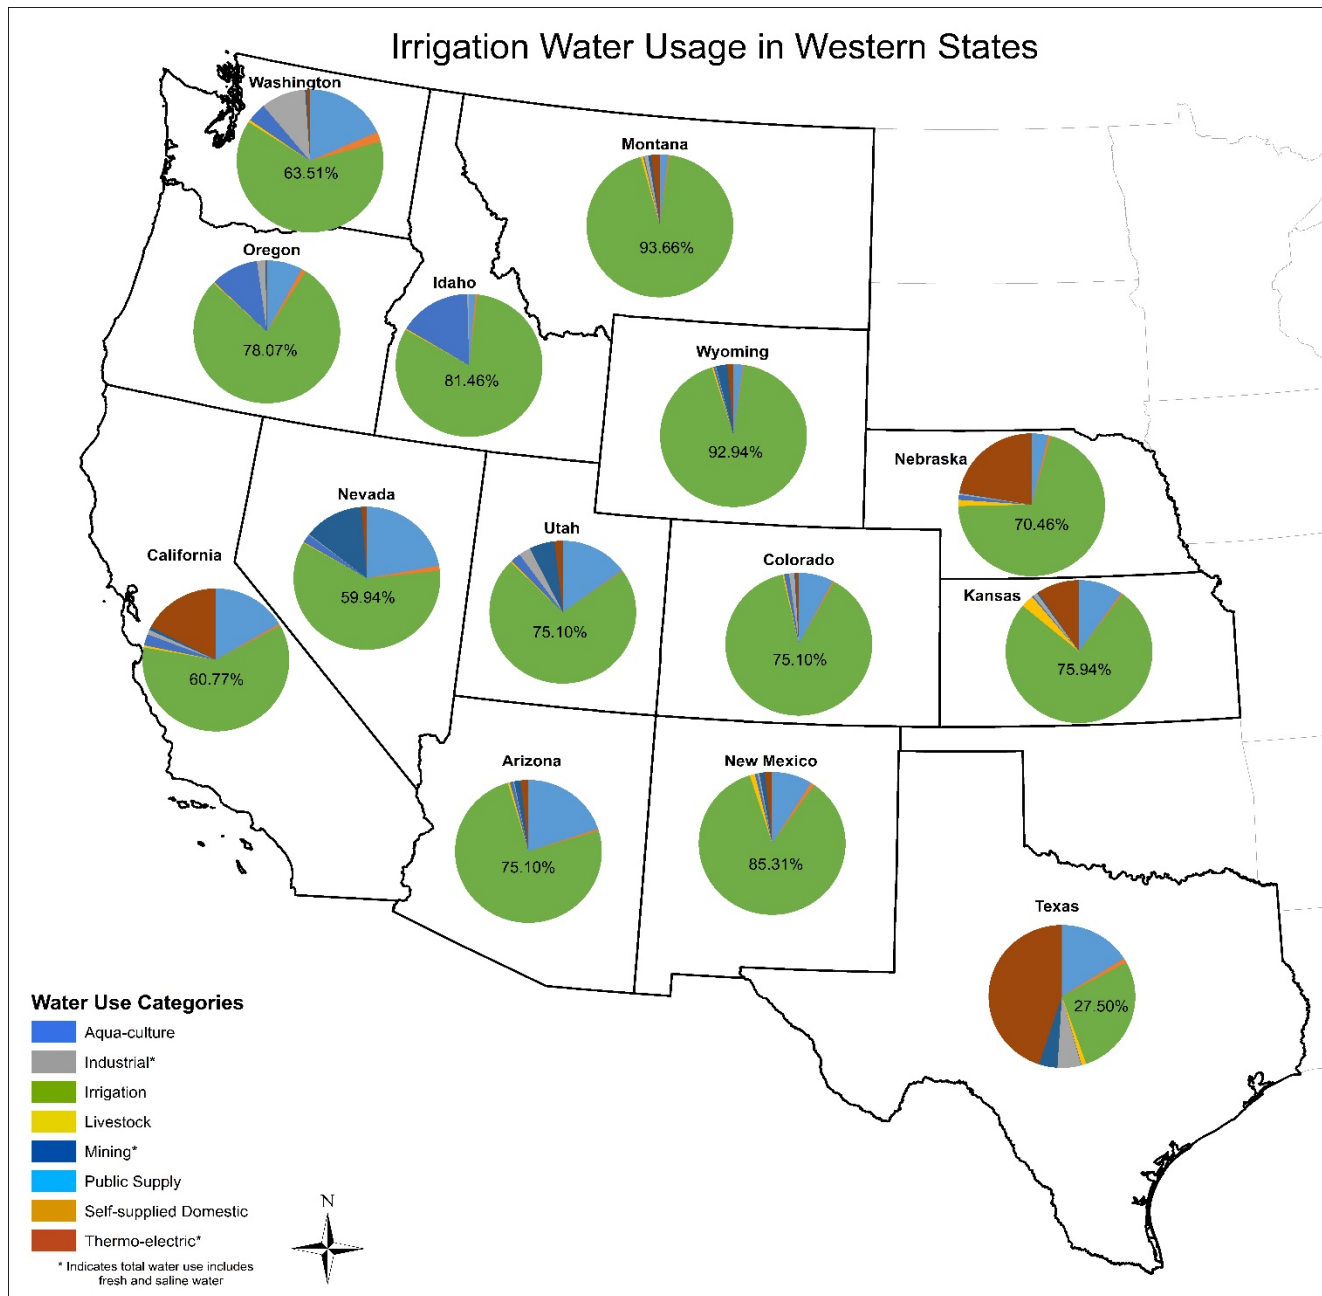 Irrigation Water Usage in Western States
Washington
63.51%
Montana
93.66%
Oregon
78.07%
Idaho
81.46%
Wyoming
92.94%
Nebraska
70.46%
Nevada
59.94%
Utah
75.10%
Colorado
75.10%
Kansas
75.94%
California
60.77%
Arizona
75.10%
New Mexico
85.31%
Texas
27.50%
Water Use Categories
Aqua-culture
Industrial*
Irrigation
Livestock
Mining*
Public Supply
Self-supplied Domestic
Thermo-electric*
* Indicates total water use includes
fresh and saline water
N